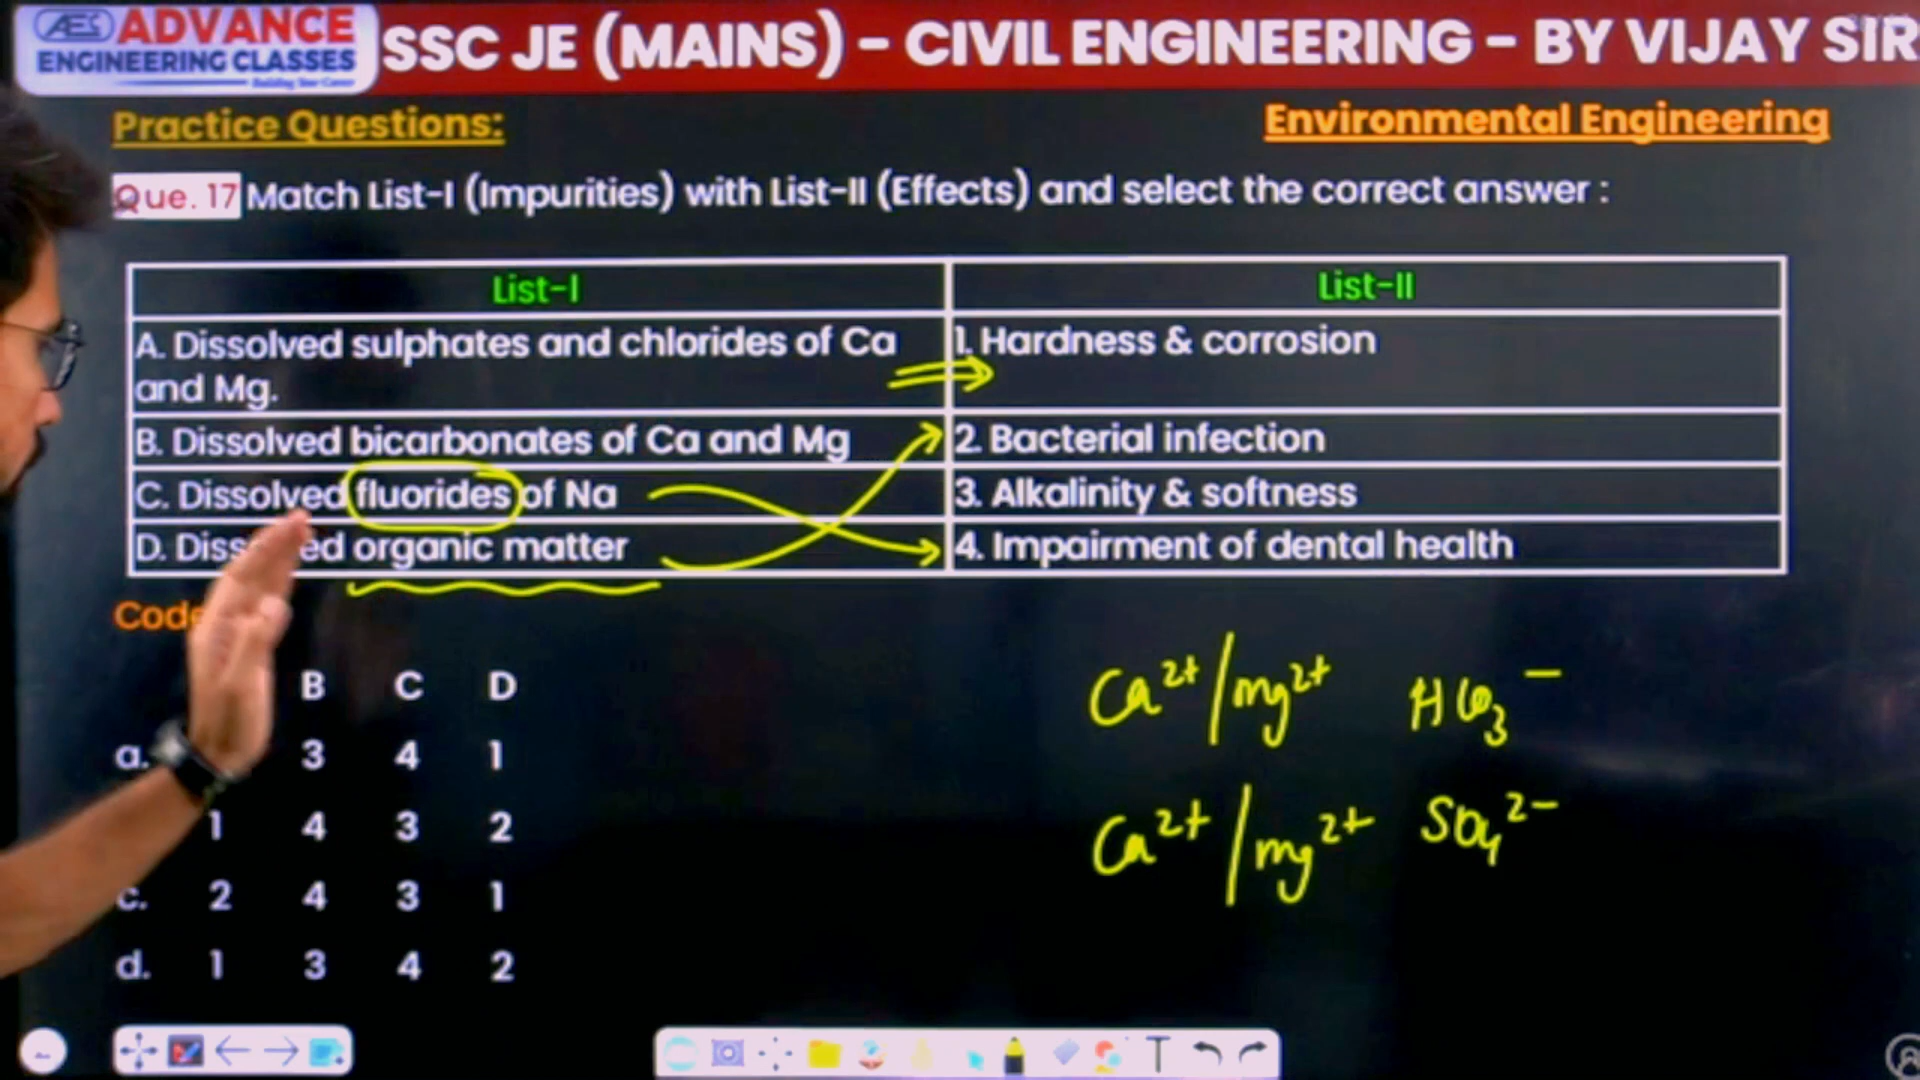 AES ADVANCE
ENGINEERING CLASSES
Building Your Career
SSC JE (MAINS) - CIVIL ENGINEERING - BY VIJAY SIR
Practice Questions:
Environmental Engineering
Que. 17 Match List-I (Impurities) with List-II (Effects) and select the correct answer :
List-I List-II
A. Dissolved sulphates and chlorides of Ca and Mg. 1. Hardness & corrosion
B. Dissolved bicarbonates of Ca and Mg 2. Bacterial infection
C. Dissolved fluorides of Na 3. Alkalinity & softness
D. organic matter 4. Impairment of dental health
B C D
a. 3 4 1
1 4 3 2
c. 2 4 3 1
d. 1 3 4 2
Ca²⁺/mg²⁺ HCO₃⁻
Ca²⁺/mg²⁺ SO₄²⁻